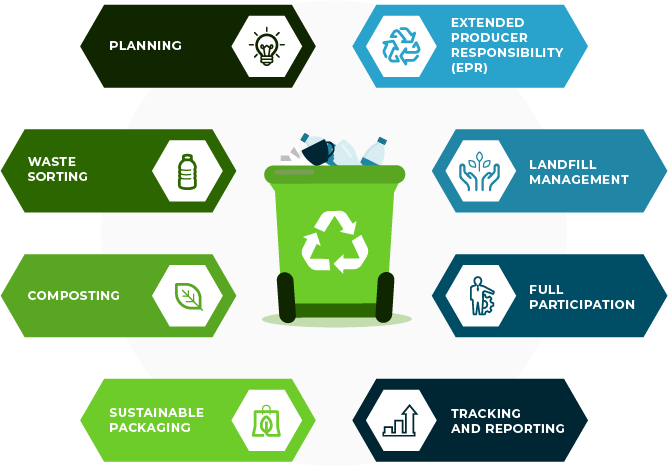 PLANNING
EXTENDED
PRODUCER
RESPONSIBILITY
(EPR)
WASTE
SORTING
LANDFILL
MANAGEMENT
COMPOSTING
FULL
PARTICIPATION
SUSTAINABLE
PACKAGING
TRACKING
AND REPORTING